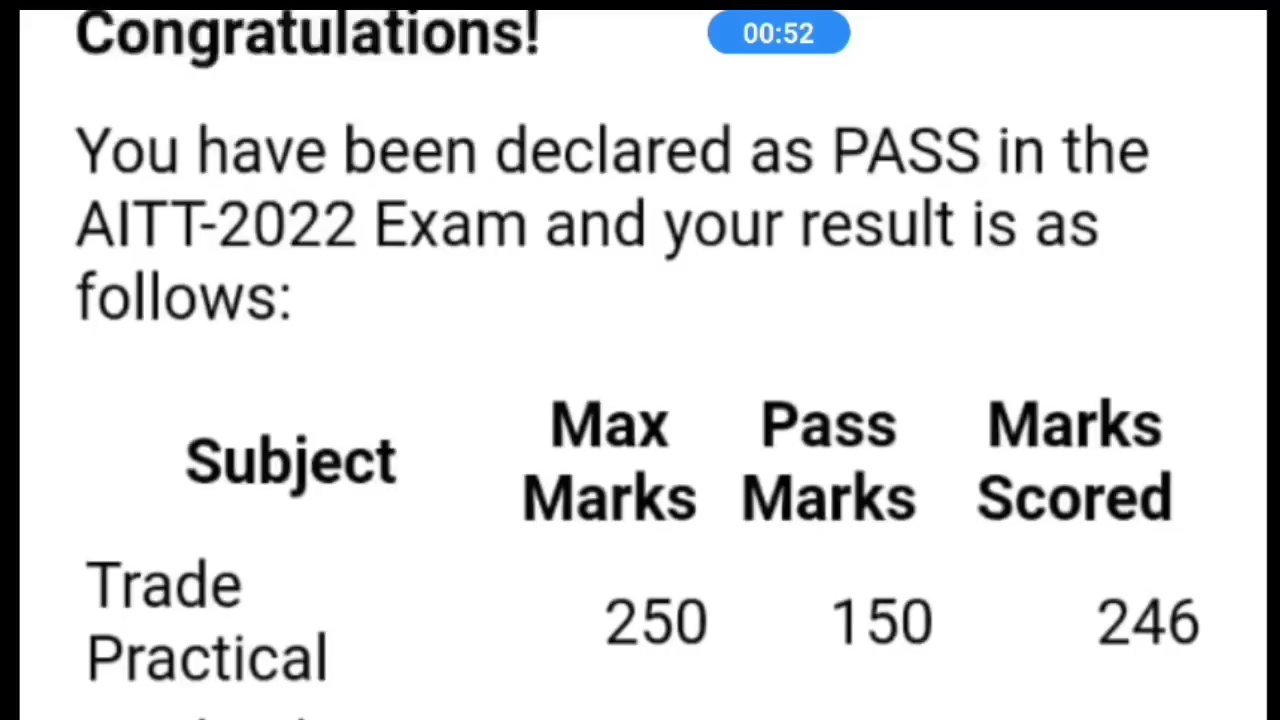 Congratulations!
00:52
You have been declared as PASS in the
AITT-2022 Exam and your result is as
follows:
Subject
Max Marks
Pass Marks
Marks Scored
Trade Practical
250
150
246